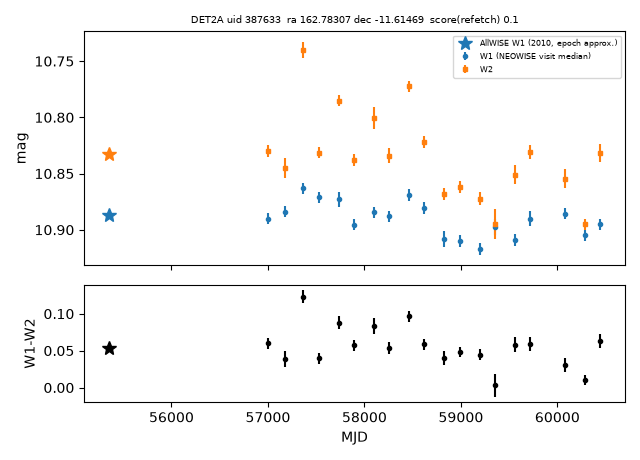 DET2A uid 387633  ra 162.78307 dec -11.61469  score(refetch) 0.1
AllWISE W1 (2010, epoch approx.)
W1 (NEOWISE visit median)
W2
mag
10.75
10.80
10.85
10.90
W1-W2
0.10
0.05
0.00
56000
57000
58000
59000
60000
MJD